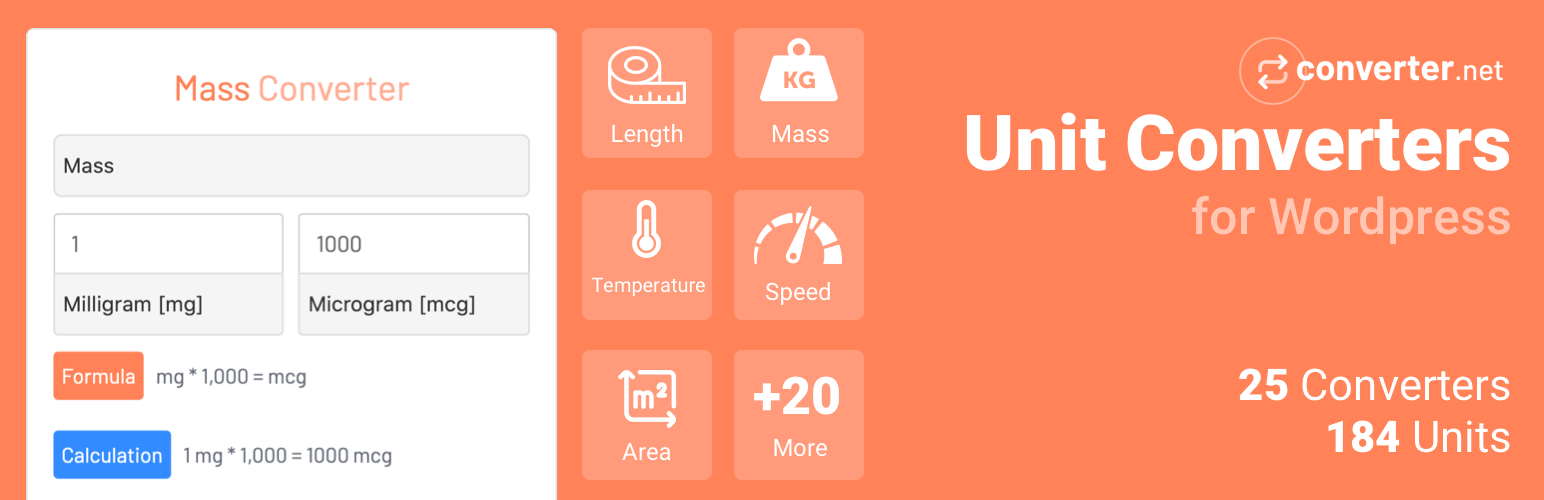 Mass Converter
Mass
1
1000
Milligram [mg]
Microgram [mcg]
Formula mg * 1,000 = mcg
Calculation 1 mg * 1,000 = 1000 mcg
Length
KG
Mass
Temperature
Speed
m²
Area
+20
More
converter.net
Unit Converters
for Wordpress
25 Converters
184 Units